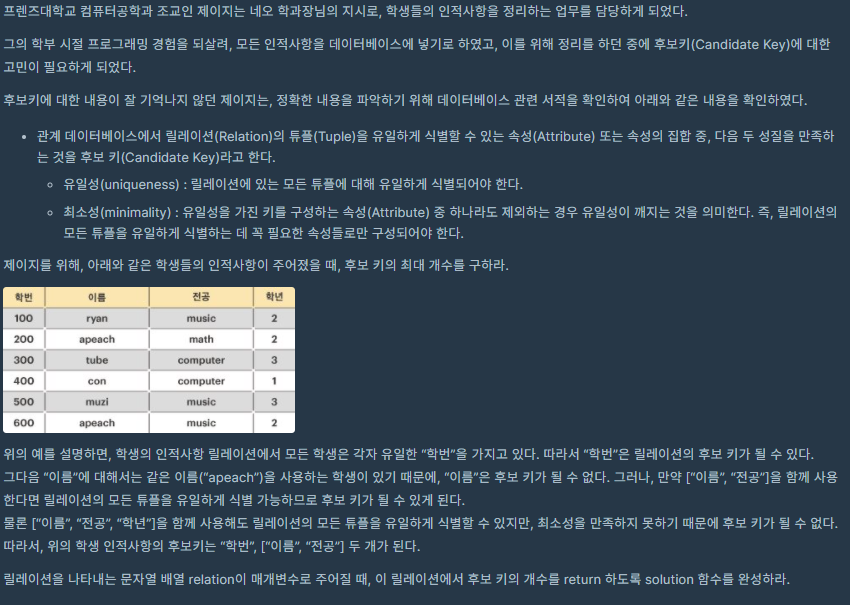 프렌즈대학교 컴퓨터공학과 조교인 제이지는 네오 학과장님의 지시로, 학생들의 인적사항을 정리하는 업무를 담당하게 되었다.
그의 학부 시절 프로그래밍 경험을 되살려, 모든 인적사항을 데이터베이스에 넣기로 하였고, 이를 위해 정리를 하던 중에 후보키(Candidate Key)에 대한
고민이 필요하게 되었다.
후보키에 대한 내용이 잘 기억나지 않던 제이지는, 정확한 내용을 파악하기 위해 데이터베이스 관련 서적을 확인하여 아래와 같은 내용을 확인하였다.
• 관계 데이터베이스에서 릴레이션(Relation)의 튜플(Tuple)을 유일하게 식별할 수 있는 속성(Attribute) 또는 속성의 집합 중, 다음 두 성질을 만족하
는 것을 후보 키(Candidate Key)라고 한다.
◦ 유일성(uniqueness) : 릴레이션에 있는 모든 튜플에 대해 유일하게 식별되어야 한다.
◦ 최소성(minimality) : 유일성을 가진 키를 구성하는 속성(Attribute) 중 하나라도 제외하는 경우 유일성이 깨지는 것을 의미한다. 즉, 릴레이션의
모든 튜플을 유일하게 식별하는 데 꼭 필요한 속성들로만 구성되어야 한다.
제이지를 위해, 아래와 같은 학생들의 인적사항이 주어졌을 때, 후보 키의 최대 개수를 구하라.
학번 이름 전공 학년
100 ryan music 2
200 apeach math 2
300 tube computer 3
400 con computer 1
500 muzi music 3
600 apeach music 2
위의 예를 설명하면, 학생의 인적사항 릴레이션에서 모든 학생은 각자 유일한 "학번"을 가지고 있다. 따라서 "학번"은 릴레이션의 후보 키가 될 수 있다.
그다음 "이름"에 대해서는 같은 이름("apeach")을 사용하는 학생이 있기 때문에, "이름"은 후보 키가 될 수 없다. 그러나, 만약 ["이름", "전공"]을 함께 사용
한다면 릴레이션의 모든 튜플을 유일하게 식별 가능하므로 후보 키가 될 수 있게 된다.
물론 ["이름", "전공", "학년"]을 함께 사용해도 릴레이션의 모든 튜플을 유일하게 식별할 수 있지만, 최소성을 만족하지 못하기 때문에 후보 키가 될 수 없다.
따라서, 위의 학생 인적사항의 후보키는 "학번", ["이름", "전공"] 두 개가 된다.
릴레이션을 나타내는 문자열 배열 relation이 매개변수로 주어질 때, 이 릴레이션에서 후보 키의 개수를 return 하도록 solution 함수를 완성하라.